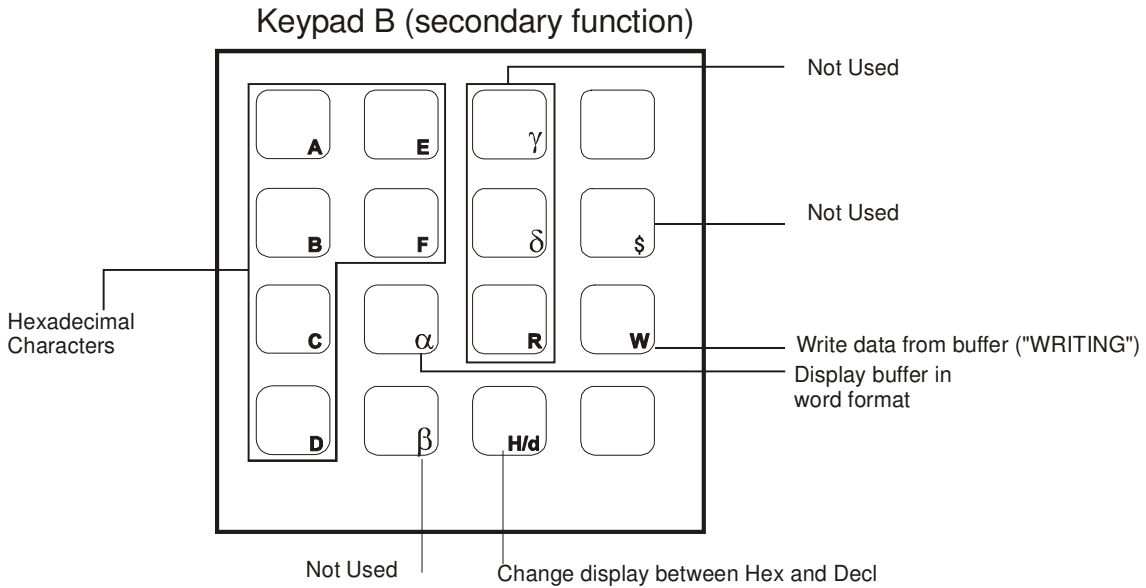 Keypad B (secondary function)
Not Used
A
E
γ
B
F
δ
$
Not Used
Hexadecimal
Characters
C
α
R
W
Write data from buffer ("WRITING")
Display buffer in
word format
D
β
H/d
Not Used
Change display between Hex and Decl